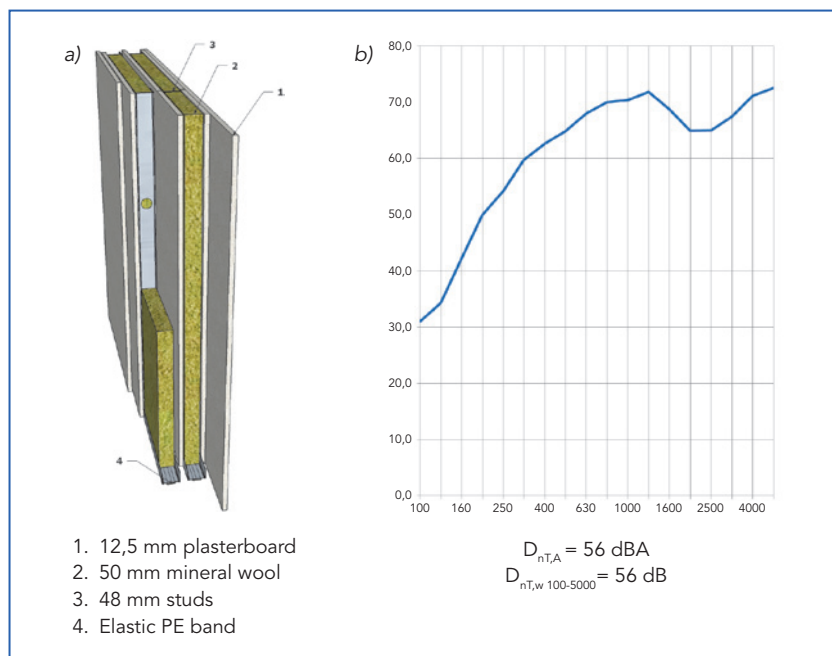 a)
3
2
1
4
1. 12,5 mm plasterboard
2. 50 mm mineral wool
3. 48 mm studs
4. Elastic PE band
b)
80,0
70,0
60,0
50,0
40,0
30,0
20,0
10,0
0,0
100 160 250 400 630 1000 1600 2500 4000
DnT,A = 56 dBA
DnT,w 100-5000 = 56 dB